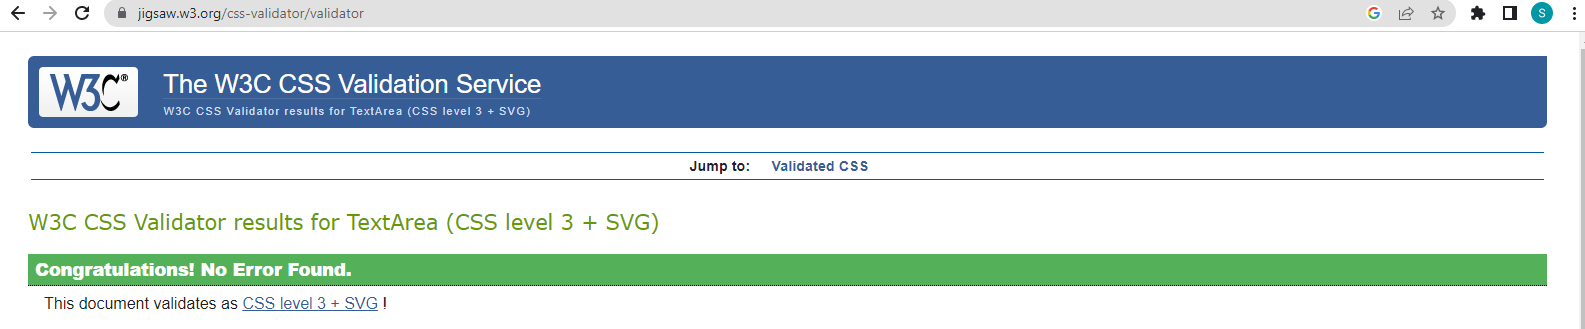 jigsaw.w3.org/css-validator/validator
G
S
W3C®
The W3C CSS Validation Service
W3C CSS Validator results for TextArea (CSS level 3 + SVG)
Jump to: Validated CSS
W3C CSS Validator results for TextArea (CSS level 3 + SVG)
Congratulations! No Error Found.
This document validates as CSS level 3 + SVG !